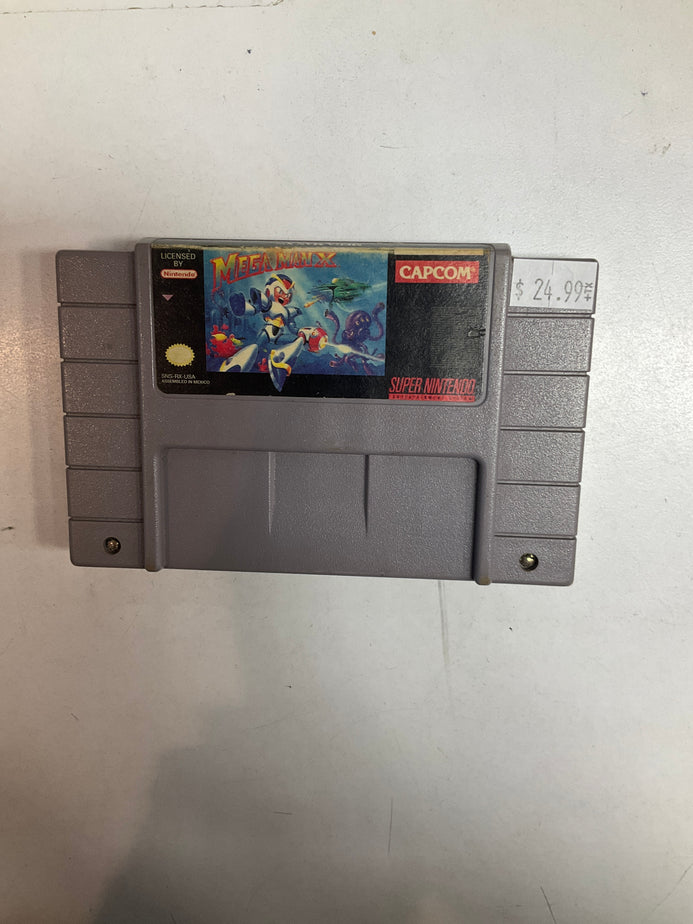 LICENSED
BY
Nintendo
MEGA MAN X
CAPCOM
$ 24.99
SNS-RX-USA
ASSEMBLED IN MEXICO
SUPER NINTENDO